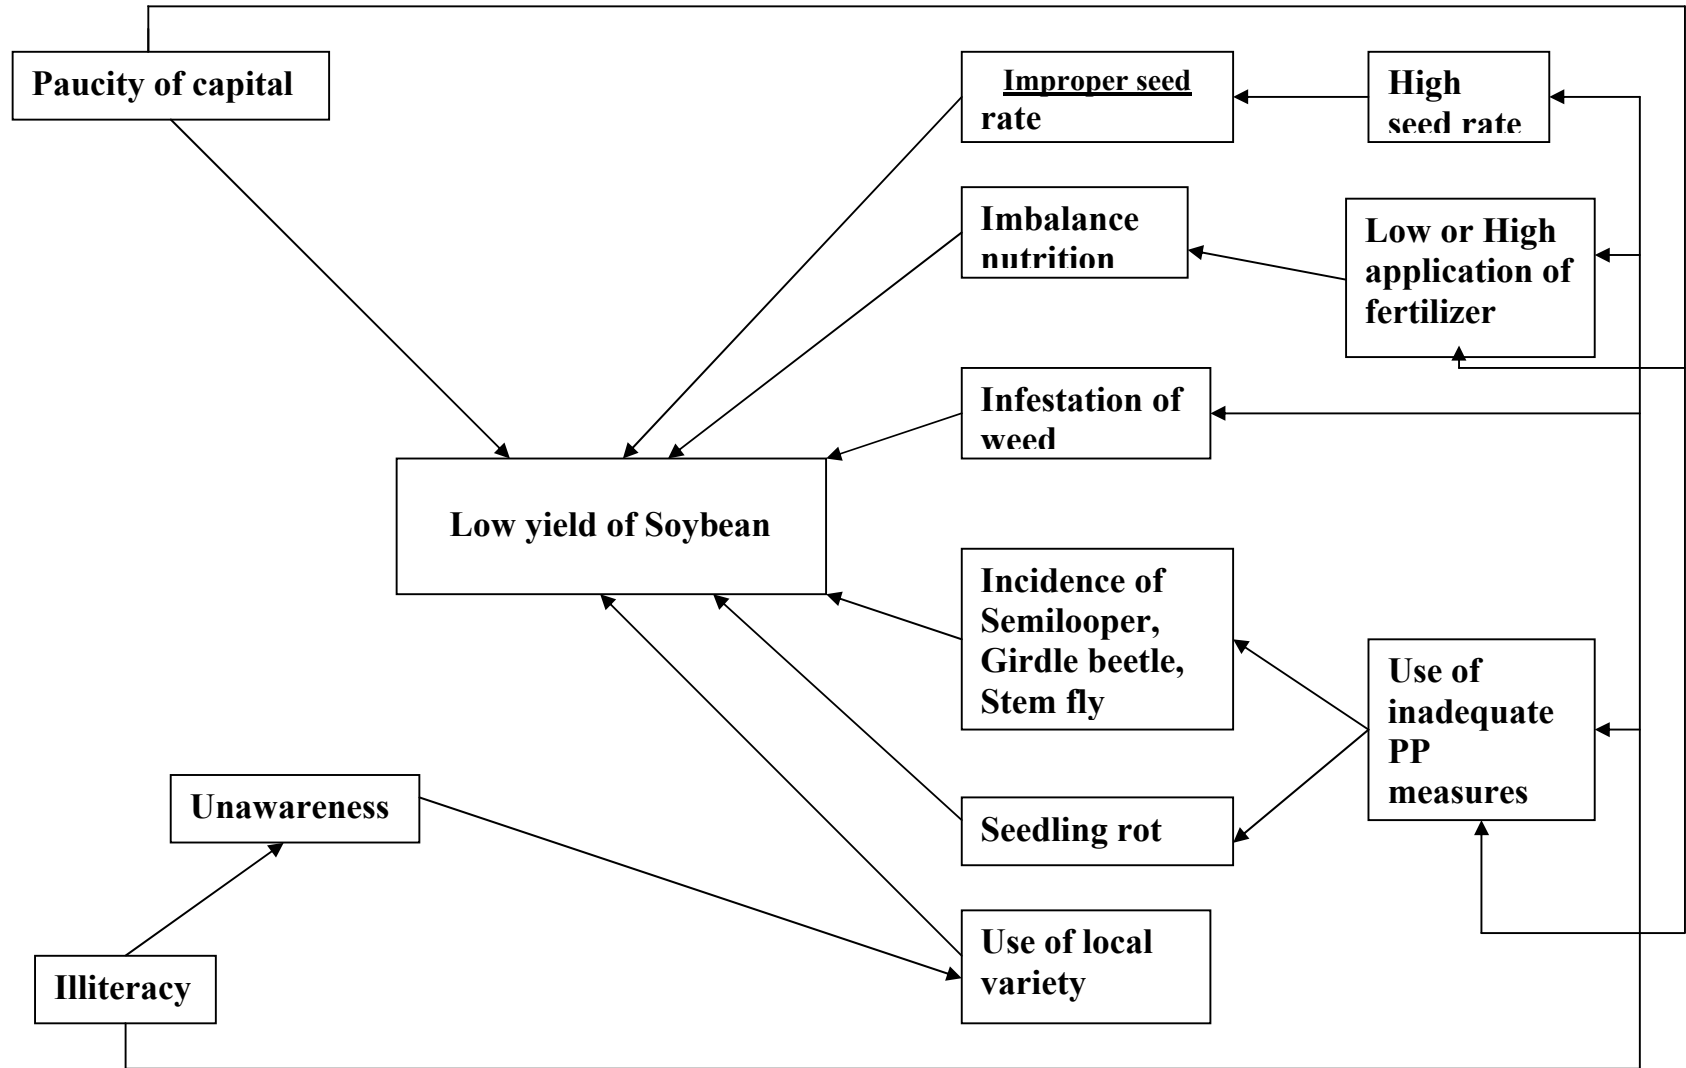 Paucity of capital
Improper seed
rate
High
seed rate
Imbalance
nutrition
Low or High
application of
fertilizer
Infestation of
weed
Low yield of Soybean
Incidence of
Semilooper,
Girdle beetle,
Stem fly
Use of
inadequate
PP
measures
Unawareness
Seedling rot
Use of local
variety
Illiteracy